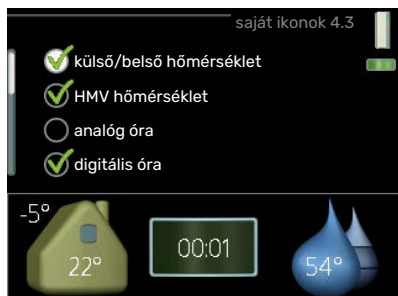 saját ikonok 4.3
külső/belső hőmérséklet
HMV hőmérséklet
analóg óra
digitális óra
-5°
22°
00:01
54°